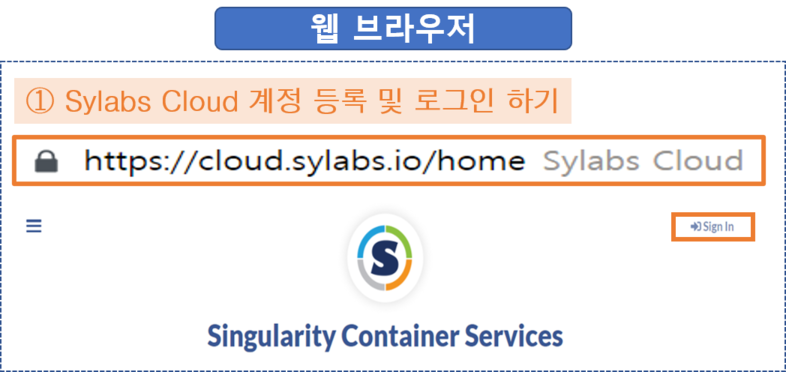 웹 브라우저
① Sylabs Cloud 계정 등록 및 로그인 하기
https://cloud.sylabs.io/home Sylabs Cloud
Sign In
S
Singularity Container Services